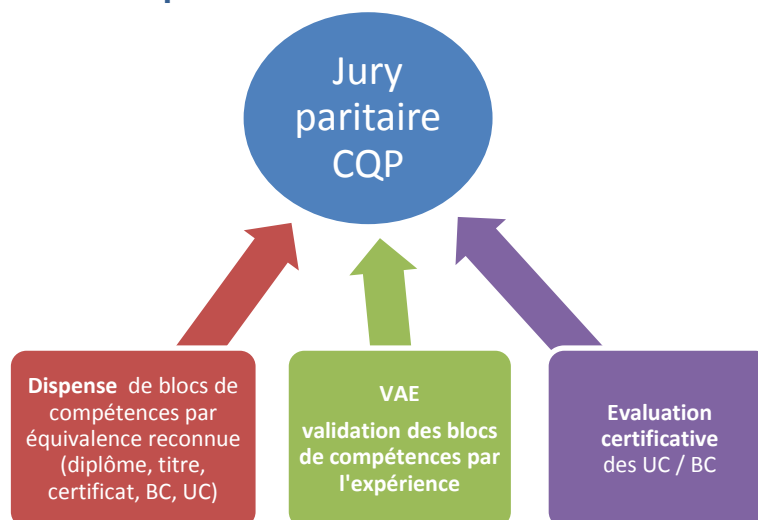 Jury
paritaire
CQP
Dispense de blocs de
compétences par
équivalence reconnue
(diplôme, titre,
certificat, BC, UC)
VAE
validation des blocs
de compétences par
l'expérience
Evaluation
certificative
des UC / BC